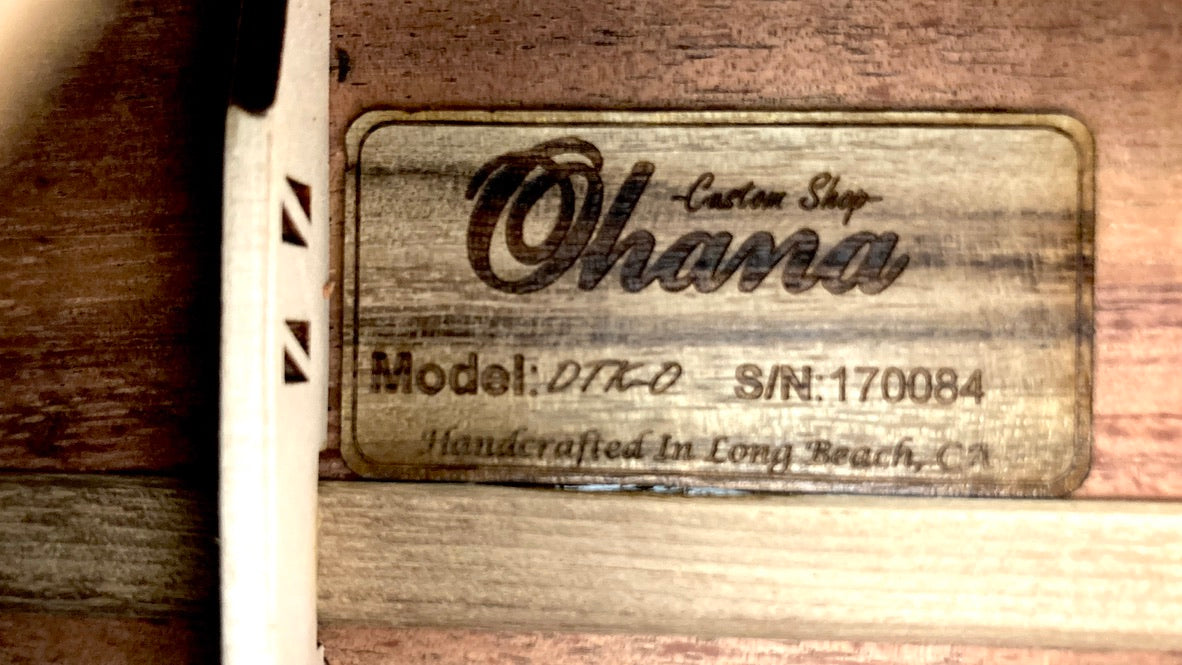 -Custom Shop-
Ohana
Model: DTK-O S/N: 170084
Handcrafted In Long Beach, CA